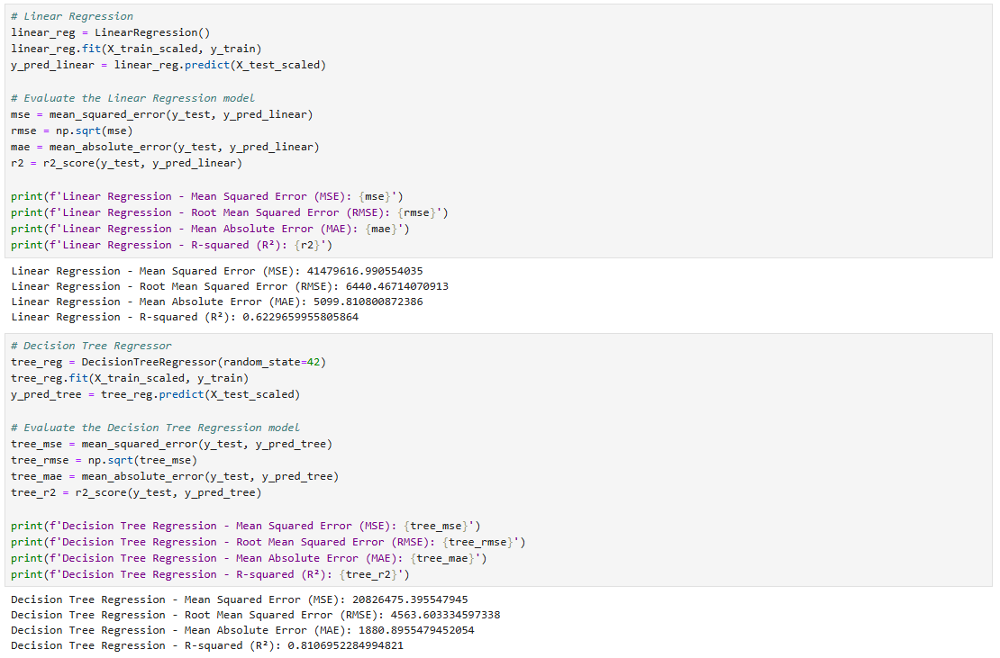 # Linear Regression
linear_reg = LinearRegression()
linear_reg.fit(X_train_scaled, y_train)
y_pred_linear = linear_reg.predict(X_test_scaled)
# Evaluate the Linear Regression model
mse = mean_squared_error(y_test, y_pred_linear)
rmse = np.sqrt(mse)
mae = mean_absolute_error(y_test, y_pred_linear)
r2 = r2_score(y_test, y_pred_linear)
print(f'Linear Regression - Mean Squared Error (MSE): {mse}')
print(f'Linear Regression - Root Mean Squared Error (RMSE): {rmse}')
print(f'Linear Regression - Mean Absolute Error (MAE): {mae}')
print(f'Linear Regression - R-squared (R²): {r2}')
Linear Regression - Mean Squared Error (MSE): 41479616.990554035
Linear Regression - Root Mean Squared Error (RMSE): 6440.46714070913
Linear Regression - Mean Absolute Error (MAE): 5099.810800872386
Linear Regression - R-squared (R²): 0.6229659955805864
# Decision Tree Regressor
tree_reg = DecisionTreeRegressor(random_state=42)
tree_reg.fit(X_train_scaled, y_train)
y_pred_tree = tree_reg.predict(X_test_scaled)
# Evaluate the Decision Tree Regression model
tree_mse = mean_squared_error(y_test, y_pred_tree)
tree_rmse = np.sqrt(tree_mse)
tree_mae = mean_absolute_error(y_test, y_pred_tree)
tree_r2 = r2_score(y_test, y_pred_tree)
print(f'Decision Tree Regression - Mean Squared Error (MSE): {tree_mse}')
print(f'Decision Tree Regression - Root Mean Squared Error (RMSE): {tree_rmse}')
print(f'Decision Tree Regression - Mean Absolute Error (MAE): {tree_mae}')
print(f'Decision Tree Regression - R-squared (R²): {tree_r2}')
Decision Tree Regression - Mean Squared Error (MSE): 20826475.395547945
Decision Tree Regression - Root Mean Squared Error (RMSE): 4563.603334597338
Decision Tree Regression - Mean Absolute Error (MAE): 1880.8955479452054
Decision Tree Regression - R-squared (R²): 0.8106952284994821